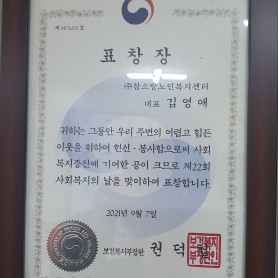 제 147655 호
표 창 장
㈜참소망노인복지센터
대표 김 영 애
귀하는 그동안 우리 주변의 어렵고 힘든
이웃을 위하여 헌신·봉사함으로써 사회
복지증진에 기여한 공이 크므로 제22회
사회복지의 날을 맞이하여 표창합니다.
2021년 9월 7일
보건복지부장관 권 덕 철